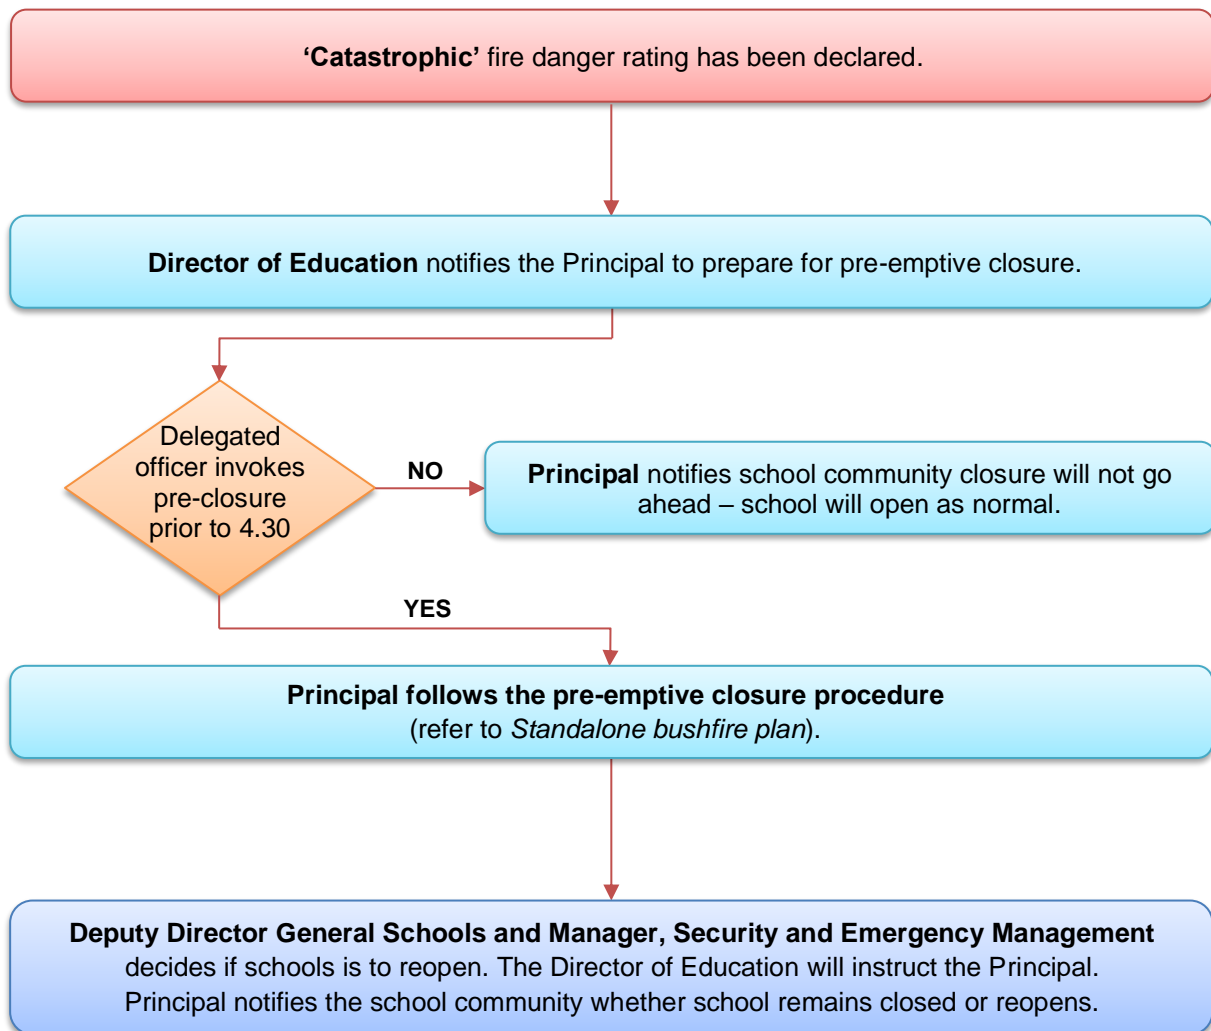 ‘Catastrophic’ fire danger rating has been declared.
Director of Education notifies the Principal to prepare for pre-emptive closure.
Delegated
officer invokes
pre-closure
prior to 4.30
NO
Principal notifies school community closure will not go
ahead – school will open as normal.
YES
Principal follows the pre-emptive closure procedure
(refer to Standalone bushfire plan).
Deputy Director General Schools and Manager, Security and Emergency Management
decides if schools is to reopen. The Director of Education will instruct the Principal.
Principal notifies the school community whether school remains closed or reopens.